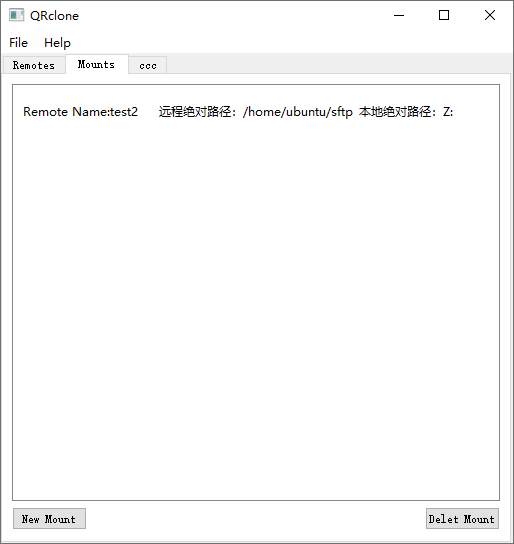 QRclone
File Help
Remotes Mounts ccc
Remote Name:test2 远程绝对路径：/home/ubuntu/sftp 本地绝对路径：Z:
New Mount Delet Mount